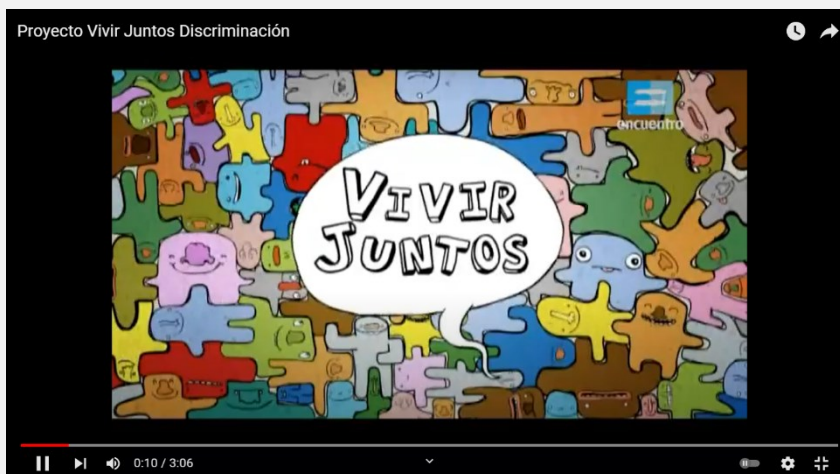 Proyecto Vivir Juntos Discriminación
encuentro
VIVIR
JUNTOS
0:10 / 3:06